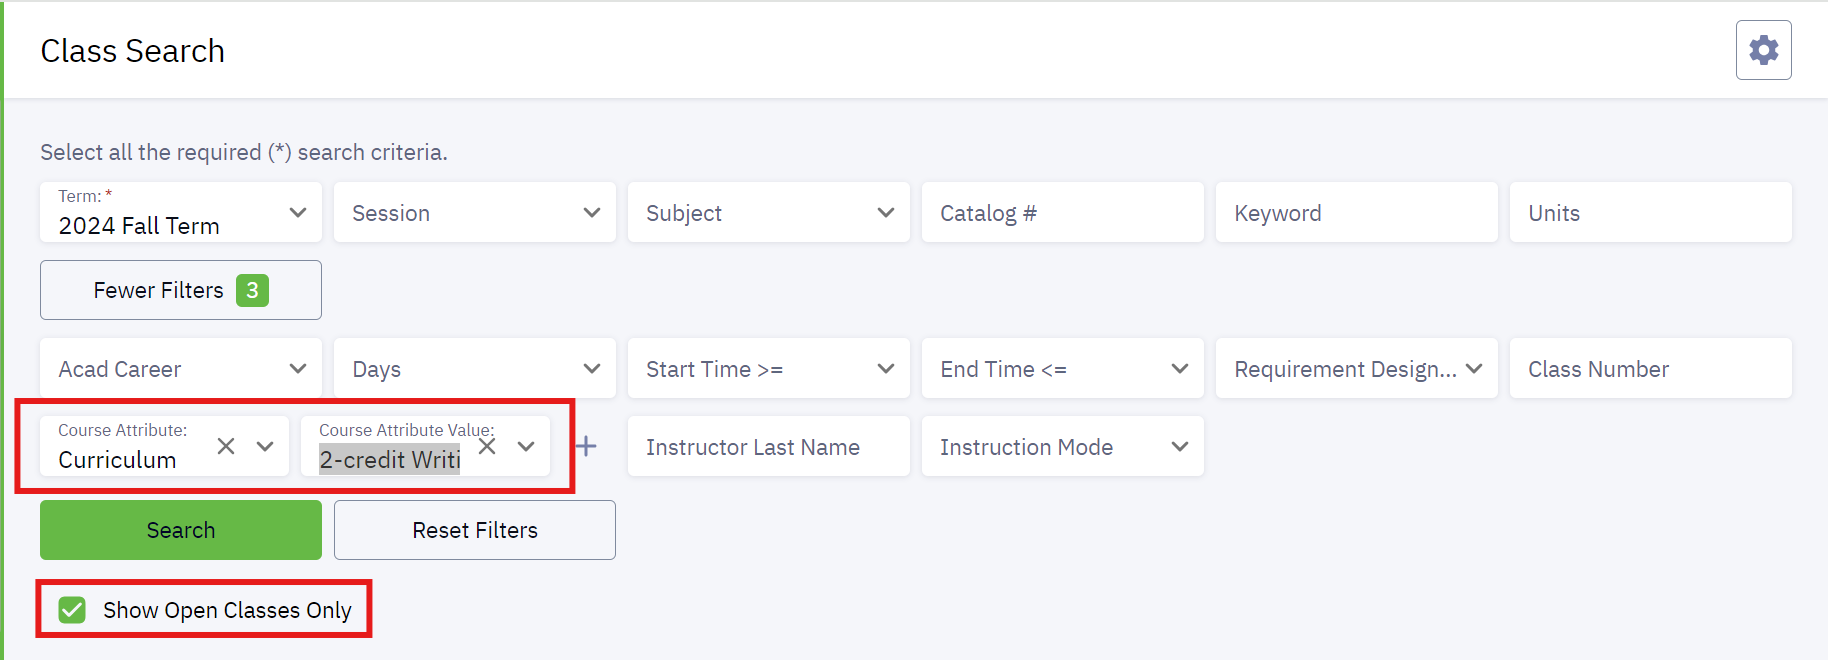 Class Search
Select all the required (*) search criteria.
Term: *
2024 Fall Term
Session
Subject
Catalog #
Keyword
Units
Fewer Filters 3
Acad Career
Days
Start Time >=
End Time <=
Requirement Design...
Class Number
Course Attribute:
Curriculum
Course Attribute Value:
2-credit Writi
Instructor Last Name
Instruction Mode
Search
Reset Filters
Show Open Classes Only